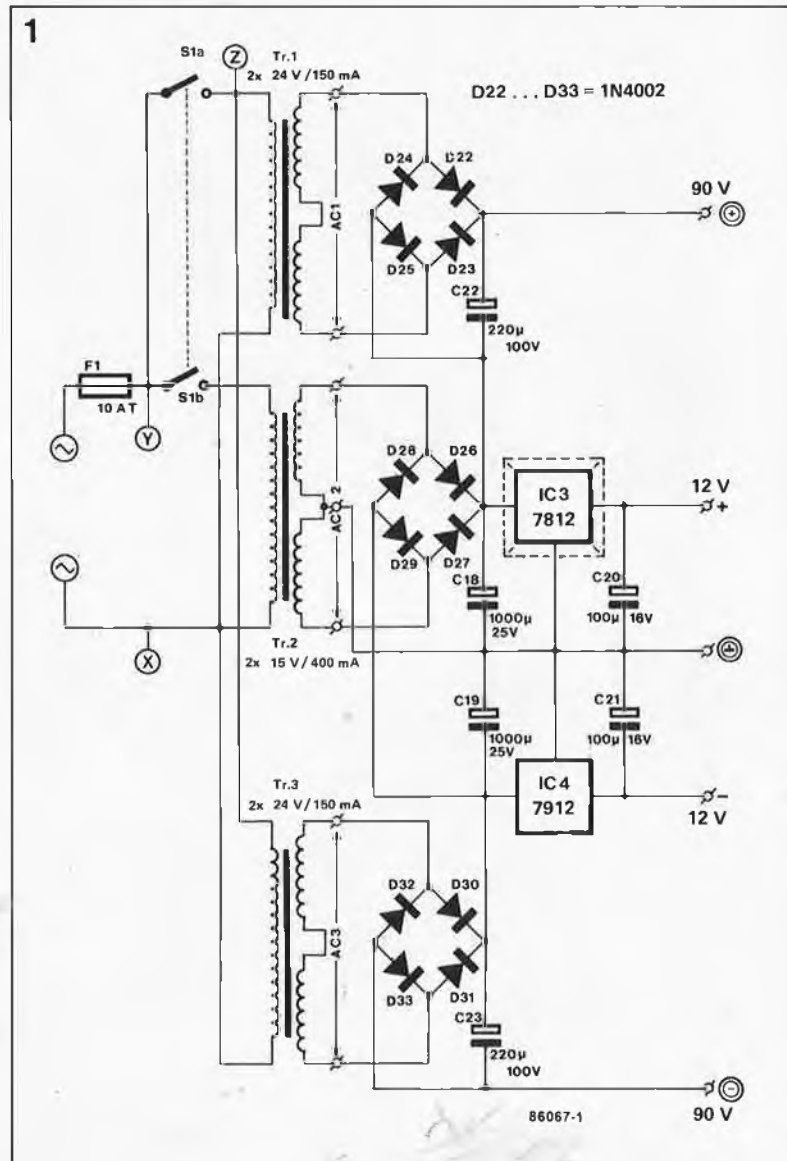 1
S1a
Z
Tr.1
2x 24 V/150 mA
D22 ... D33 = 1N4002
D24
D22
AC1
D25
D23
90 V
+
C22
220µ
100V
F1
10 AT
S1b
Y
D28
D26
AC 2
D29
D27
IC3
7812
12 V
+
C18
1000µ
25V
C20
100µ 16V
X
Tr.2
2x 15 V/400 mA
C19
1000µ
25V
C21
100µ 16V
IC4
7912
−
12 V
Tr.3
2x 24 V/150 mA
D32
D30
AC3
D33
D31
C23
220µ
100V
86067-1
−
90 V